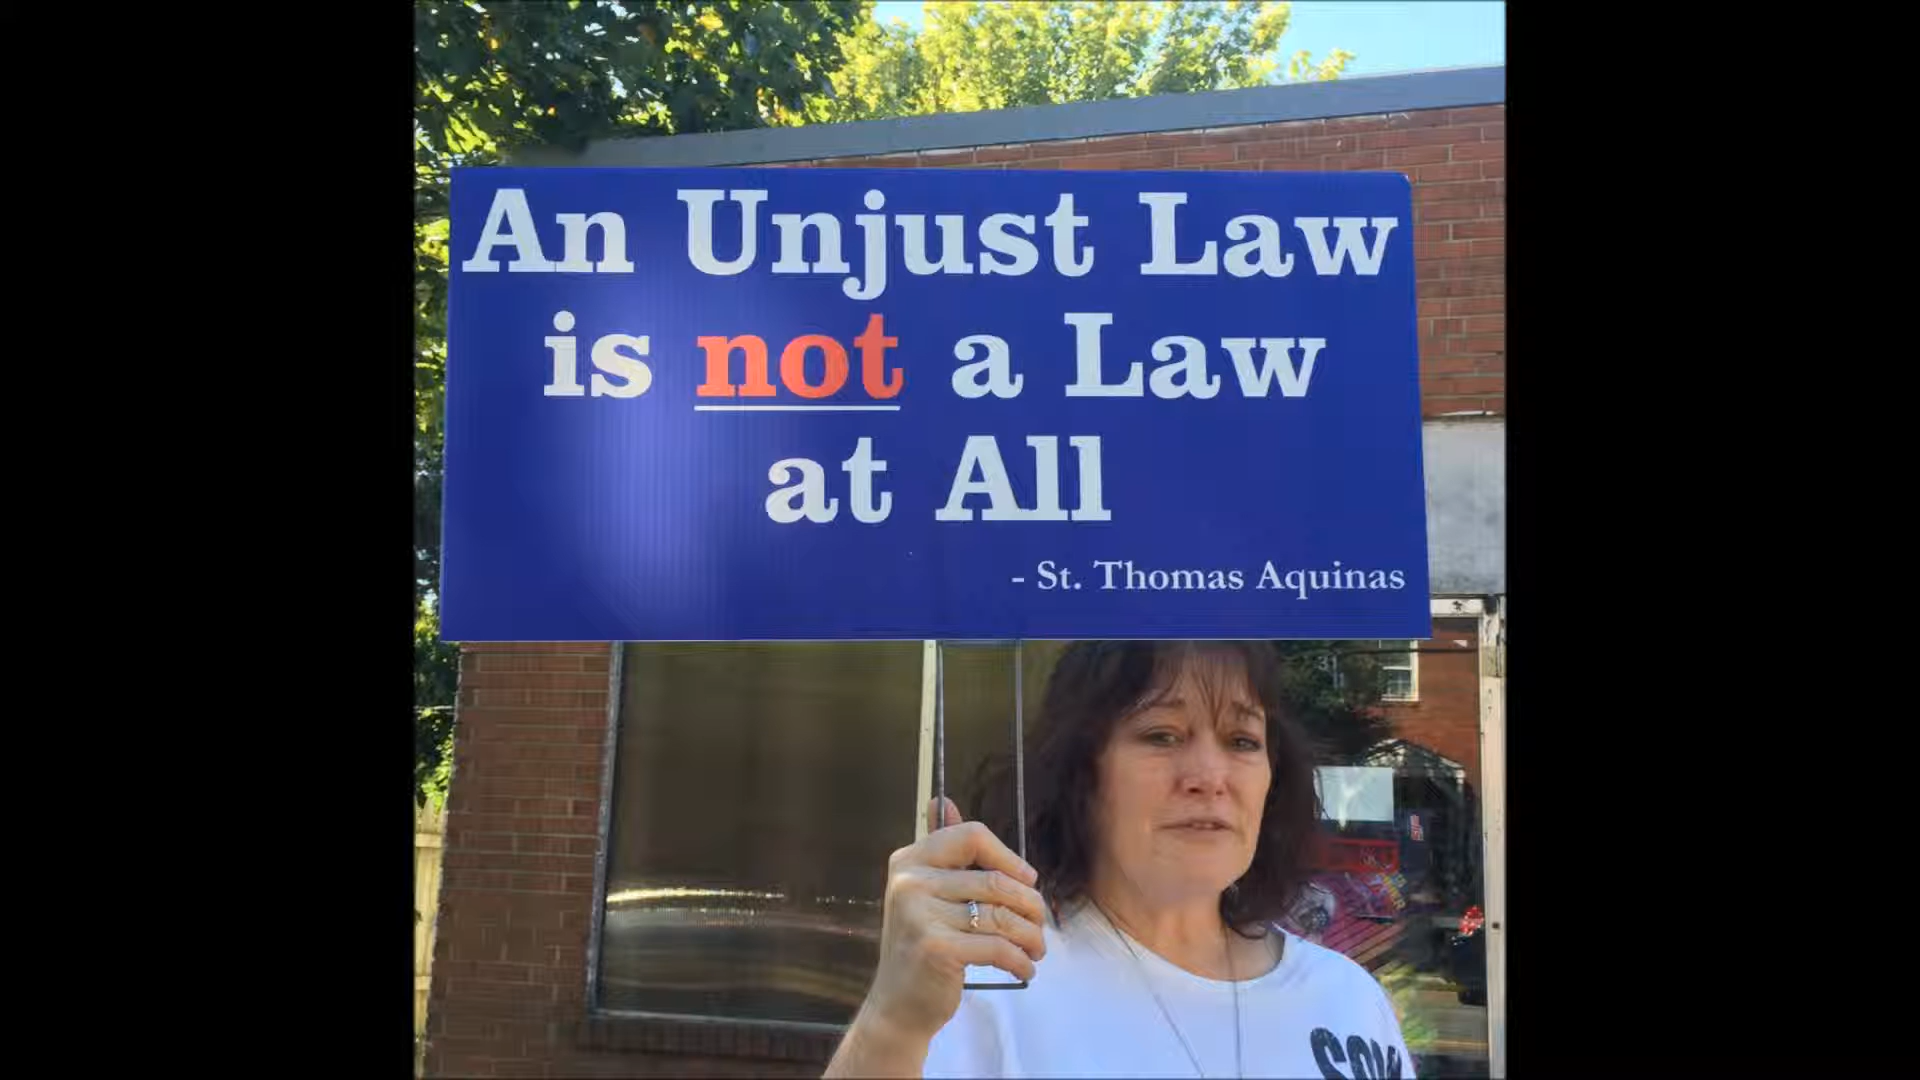 An Unjust Law
is not a Law
at All
- St. Thomas Aquinas